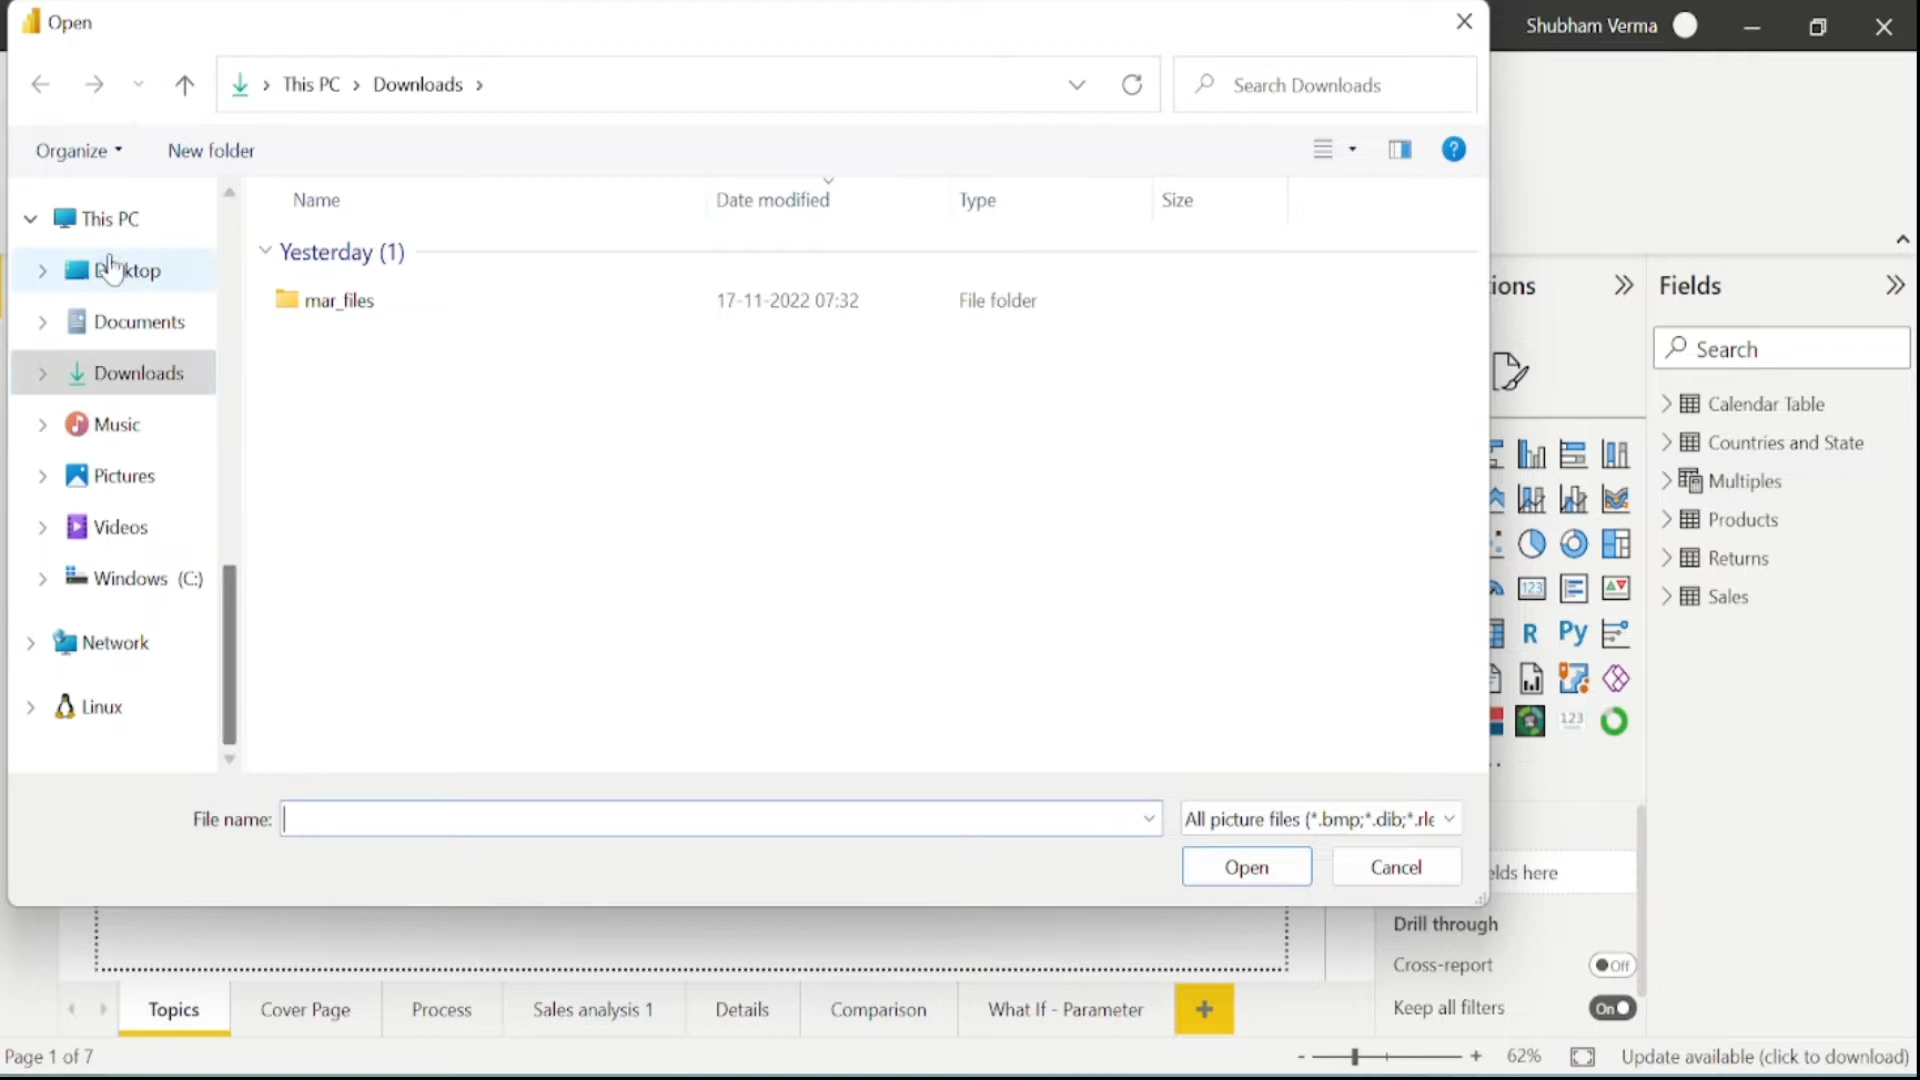 Open
Shubham Verma
This PC
Downloads
Search Downloads
Organize
New folder
Name
Date modified
Type
Size
This PC
Desktop
Documents
Downloads
Music
Pictures
Videos
Windows (C:)
Network
Linux
Yesterday (1)
mar_files
17-11-2022 07:32
File folder
File name:
All picture files (*.bmp;*.dib;*.rle
Open
Cancel
ions
Fields
Search
Calendar Table
Countries and State
Multiples
Products
Returns
Sales
123
R
Py
123
elds here
Drill through
Cross-report
Off
Keep all filters
On
Topics
Cover Page
Process
Sales analysis 1
Details
Comparison
What If - Parameter
+
Page 1 of 7
- + 62%
Update available (click to download)